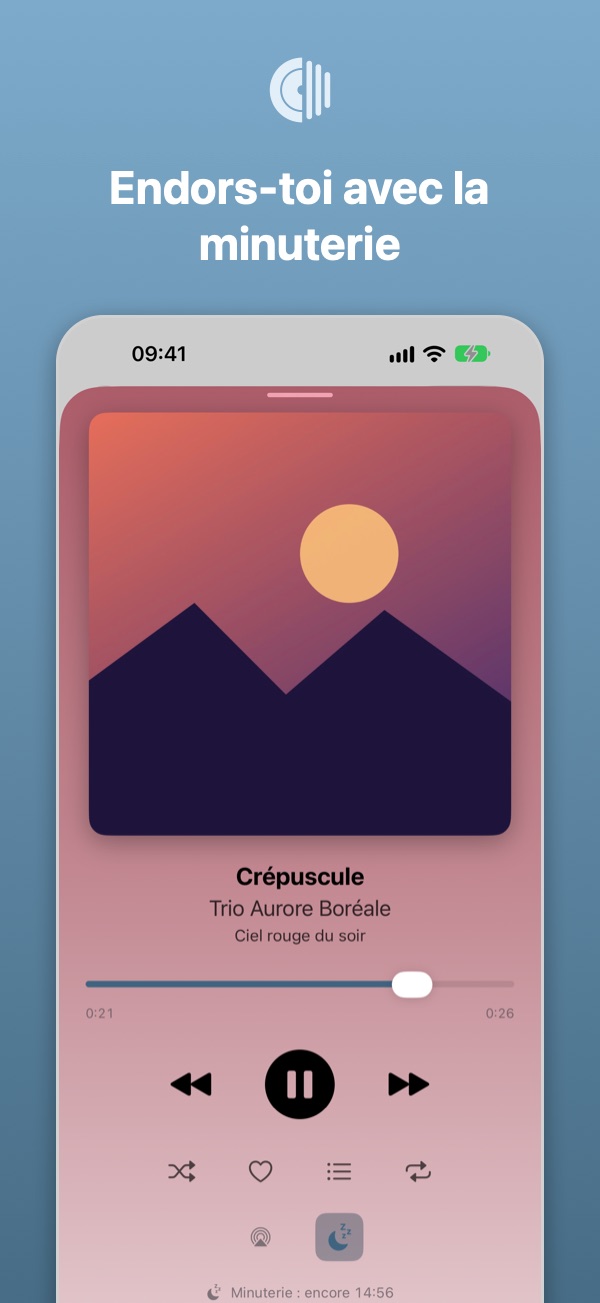 Endors-toi avec la
minuterie
09:41
Crépuscule
Trio Aurore Boréale
Ciel rouge du soir
0:21 0:26
Minuterie : encore 14:56